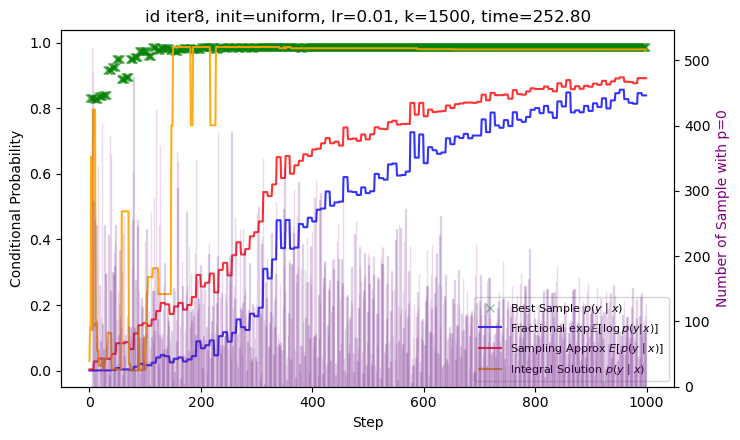 id iter8, init=uniform, lr=0.01, k=1500, time=252.80
Conditional Probability
1.0
0.8
0.6
0.4
0.2
0.0
500
400
300
200
100
0
Number of Sample with p=0
Best Sample p(y | x)
Fractional exp 𝔼[log p(y|x)]
Sampling Approx E[p(y | x)]
Integral Solution p(y | x)
0
200
400
600
800
1000
Step